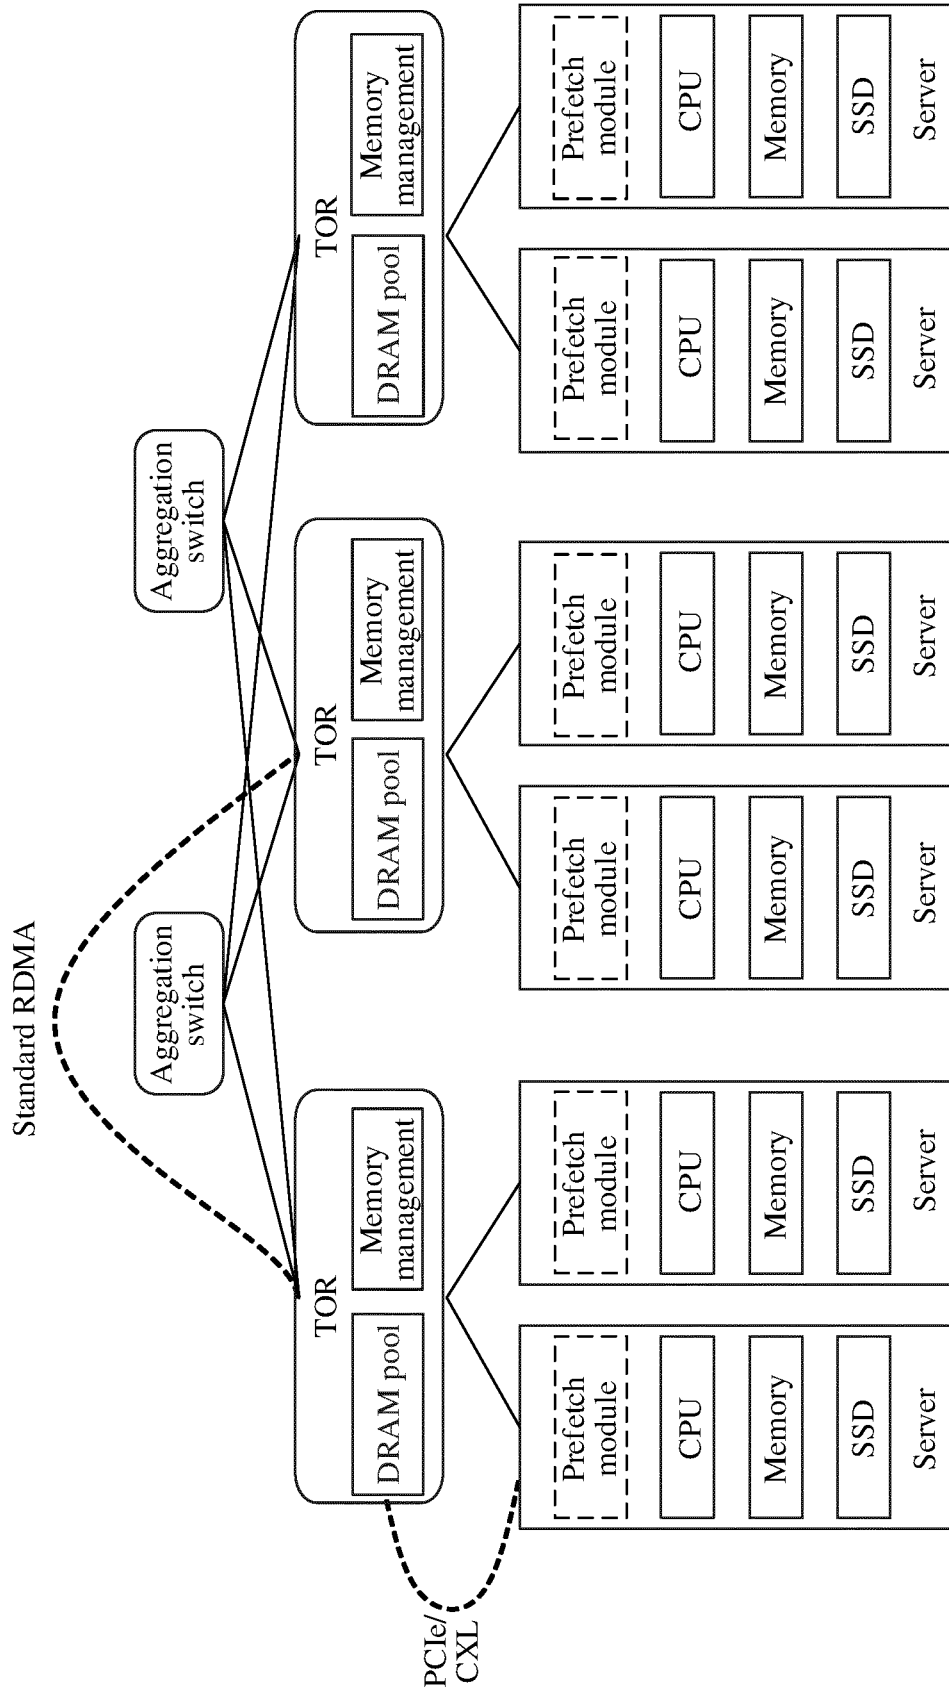 Standard RDMA
Aggregation
switch
Aggregation
switch
TOR
DRAM pool
Memory
management
TOR
DRAM pool
Memory
management
TOR
DRAM pool
Memory
management
PCIe/
CXL
Prefetch
module
CPU
Memory
SSD
Server
Prefetch
module
CPU
Memory
SSD
Server
Prefetch
module
CPU
Memory
SSD
Server
Prefetch
module
CPU
Memory
SSD
Server
Prefetch
module
CPU
Memory
SSD
Server
Prefetch
module
CPU
Memory
SSD
Server